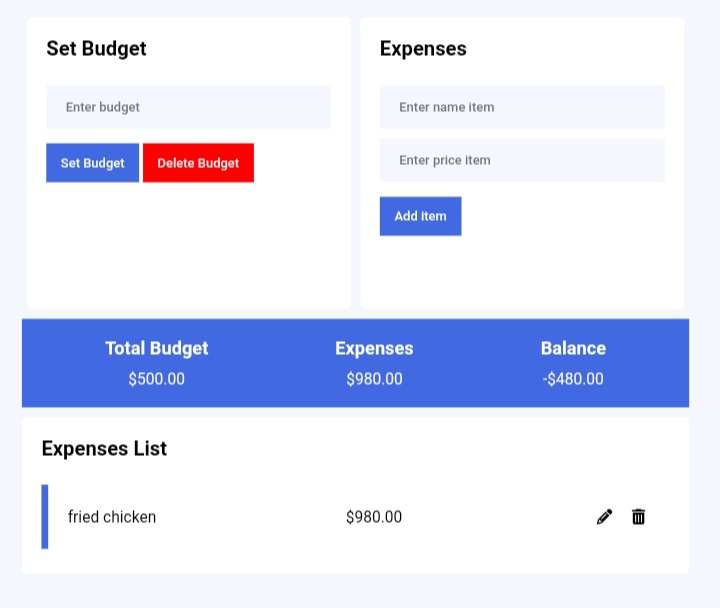 Set Budget
Enter budget
Set Budget
Delete Budget
Expenses
Enter name item
Enter price item
Add item
Total Budget
$500.00
Expenses
$980.00
Balance
-$480.00
Expenses List
fried chicken
$980.00